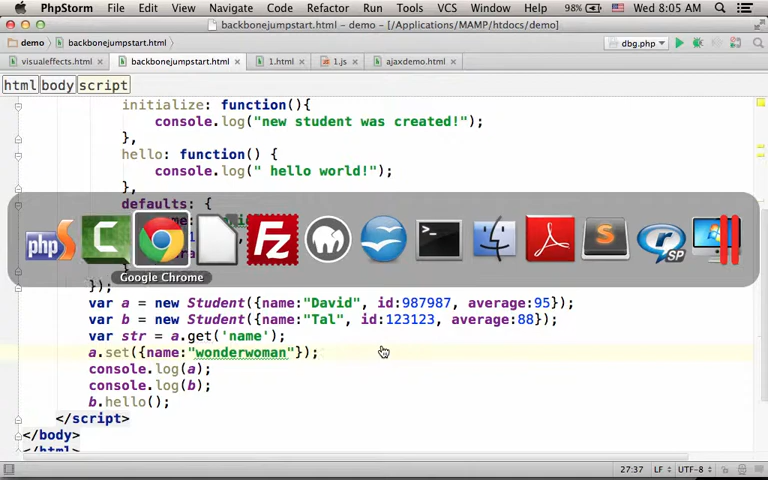 PhpStorm File Edit View Navigate Code Refactor Run Tools VCS Window Help 98% Wed 8:05 AM
backbonejumpstart.html - demo - [/Applications/MAMP/htdocs/demo]
demo backbonejumpstart.html dbg.php
visualeffects.html backbonejumpstart.html 1.html 1.js ajaxdemo.html
html body script
initialize: function(){
console.log("new student was created!");
},
hello: function() {
console.log(" hello world!");
},
defaults: {
php S C Fz S SP
Google Chrome
});
var a = new Student({name:"David", id:987987, average:95});
var b = new Student({name:"Tal", id:123123, average:88});
var str = a.get('name');
a.set({name:"wonderwoman"});
console.log(a);
console.log(b);
b.hello();
</script>
</body>
</html>
27:37 LF UTF-8